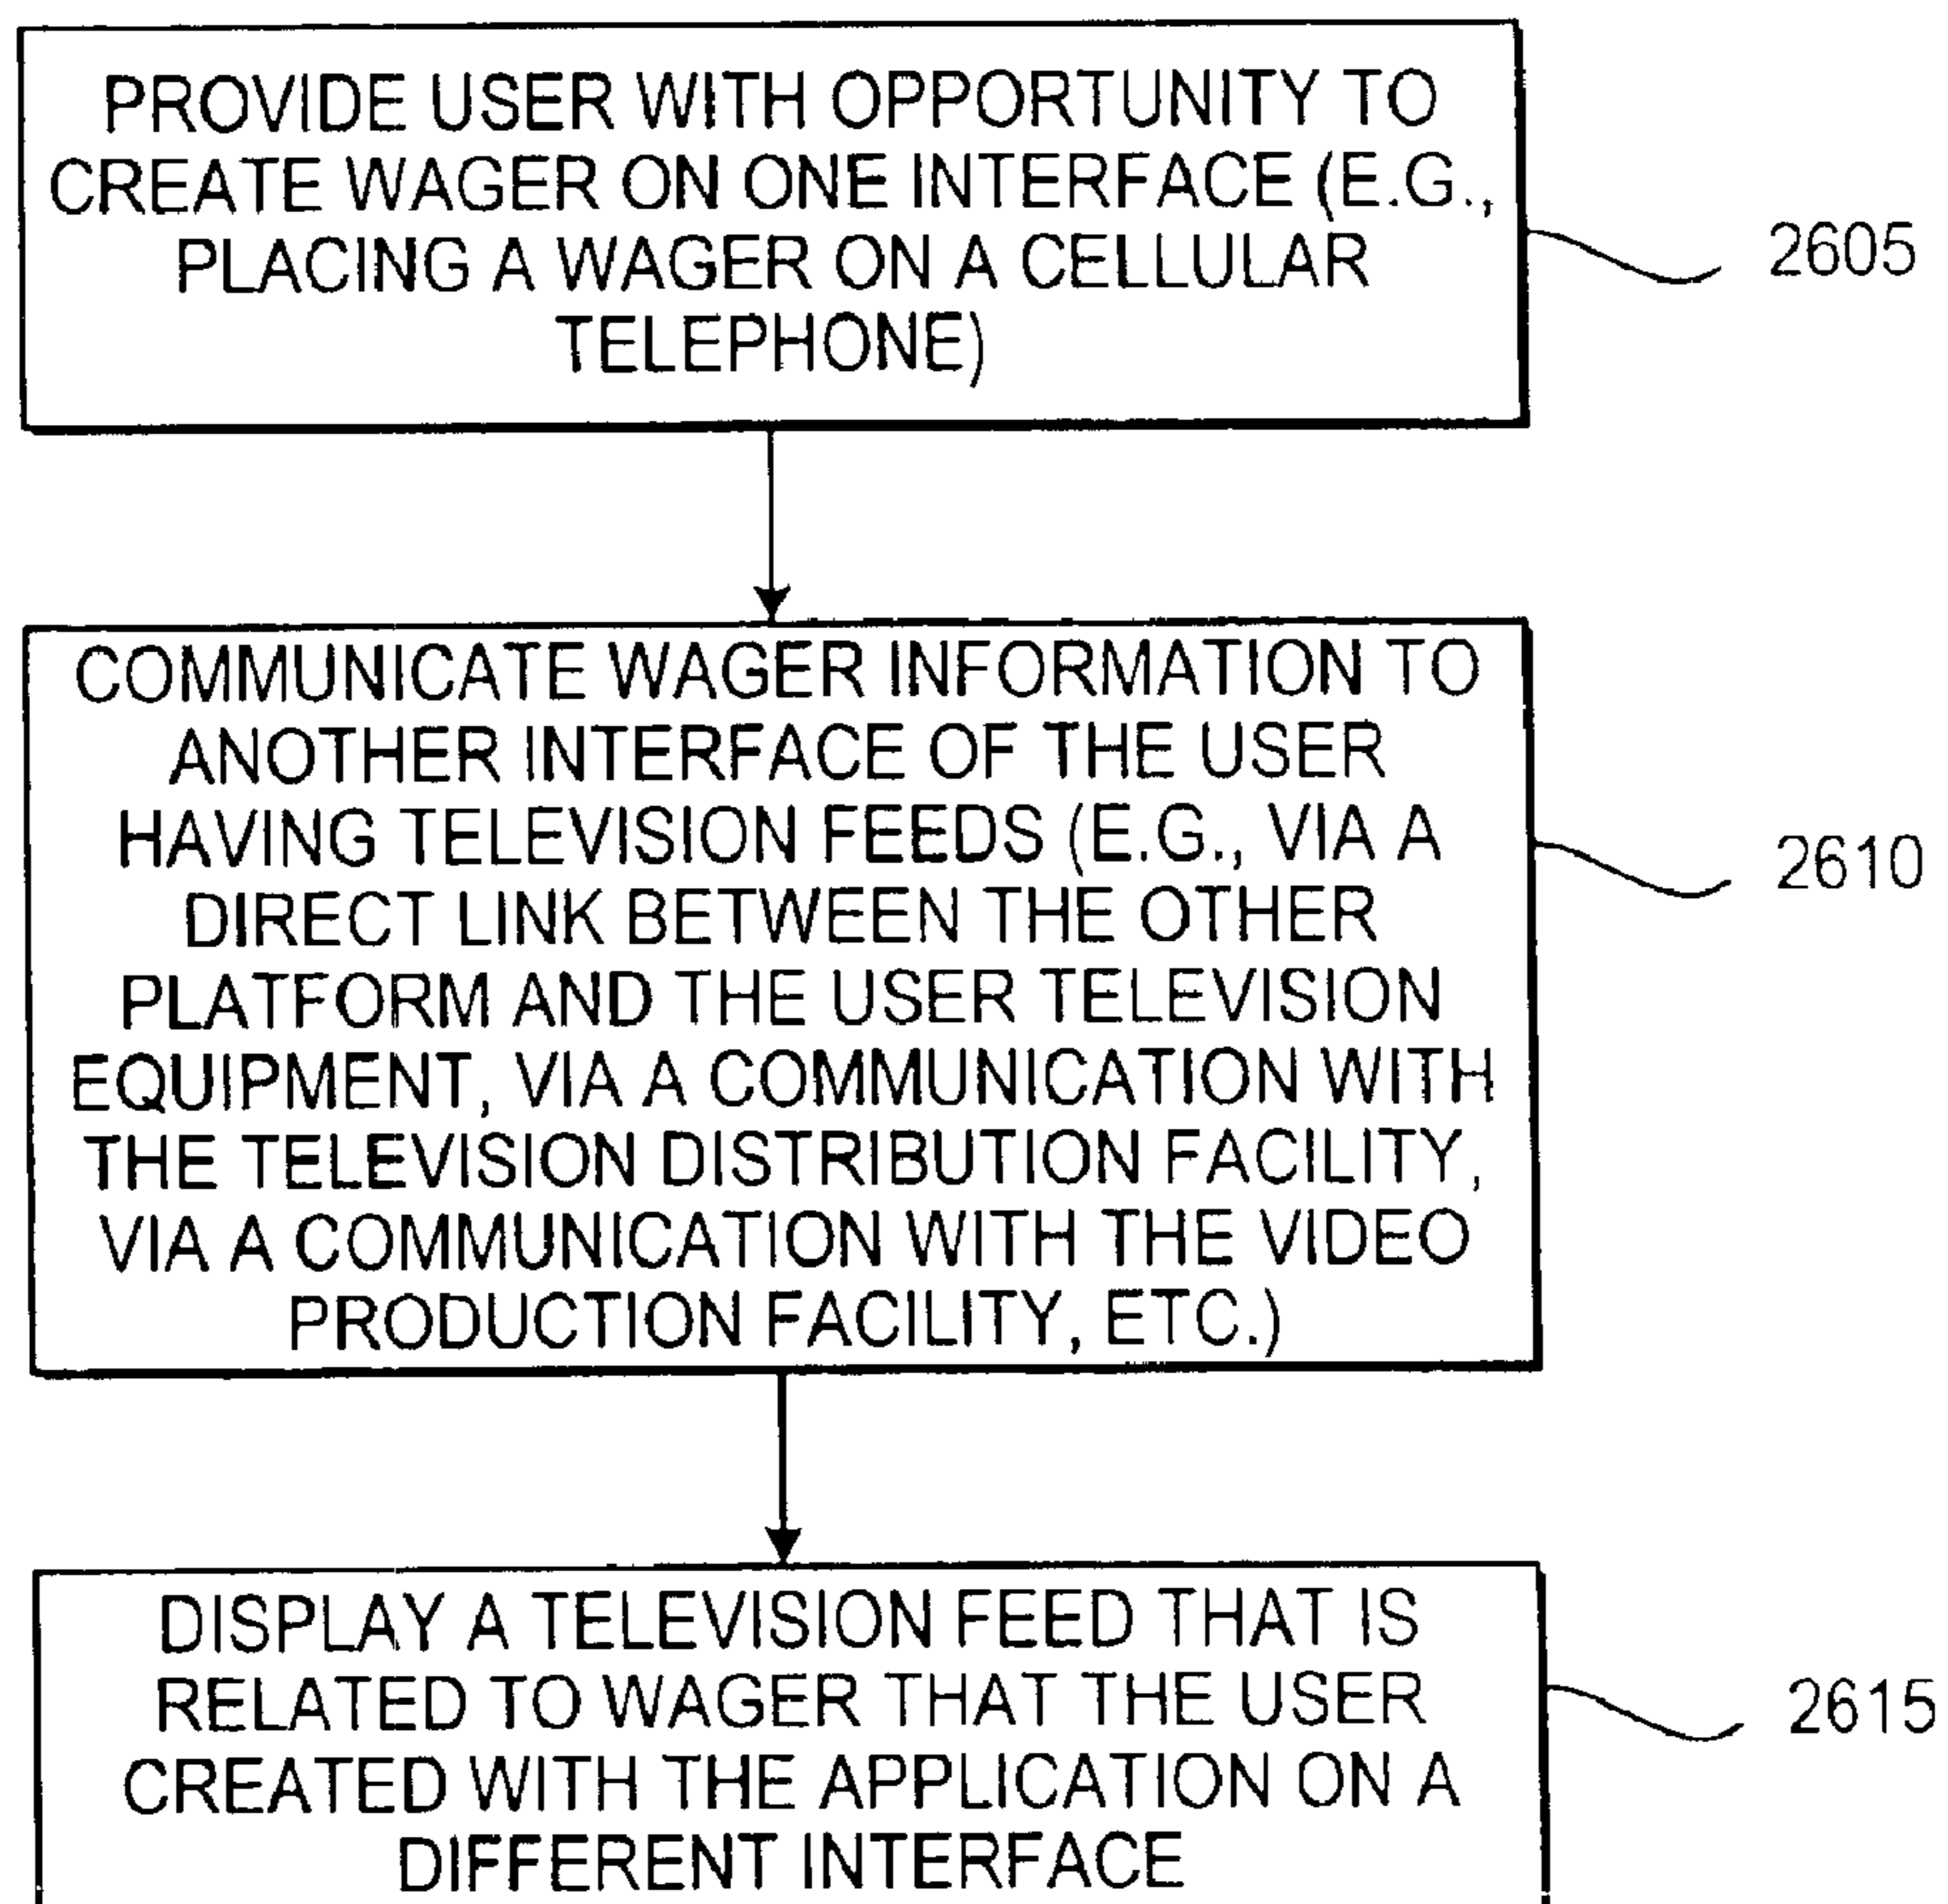 PROVIDE USER WITH OPPORTUNITY TO
CREATE WAGER ON ONE INTERFACE (E.G.,
PLACING A WAGER ON A CELLULAR
TELEPHONE)
2605
COMMUNICATE WAGER INFORMATION TO
ANOTHER INTERFACE OF THE USER
HAVING TELEVISION FEEDS (E.G., VIA A
DIRECT LINK BETWEEN THE OTHER
PLATFORM AND THE USER TELEVISION
EQUIPMENT, VIA A COMMUNICATION WITH
THE TELEVISION DISTRIBUTION FACILITY,
VIA A COMMUNICATION WITH THE VIDEO
PRODUCTION FACILITY, ETC.)
2610
DISPLAY A TELEVISION FEED THAT IS
RELATED TO WAGER THAT THE USER
CREATED WITH THE APPLICATION ON A
DIFFERENT INTERFACE
2615